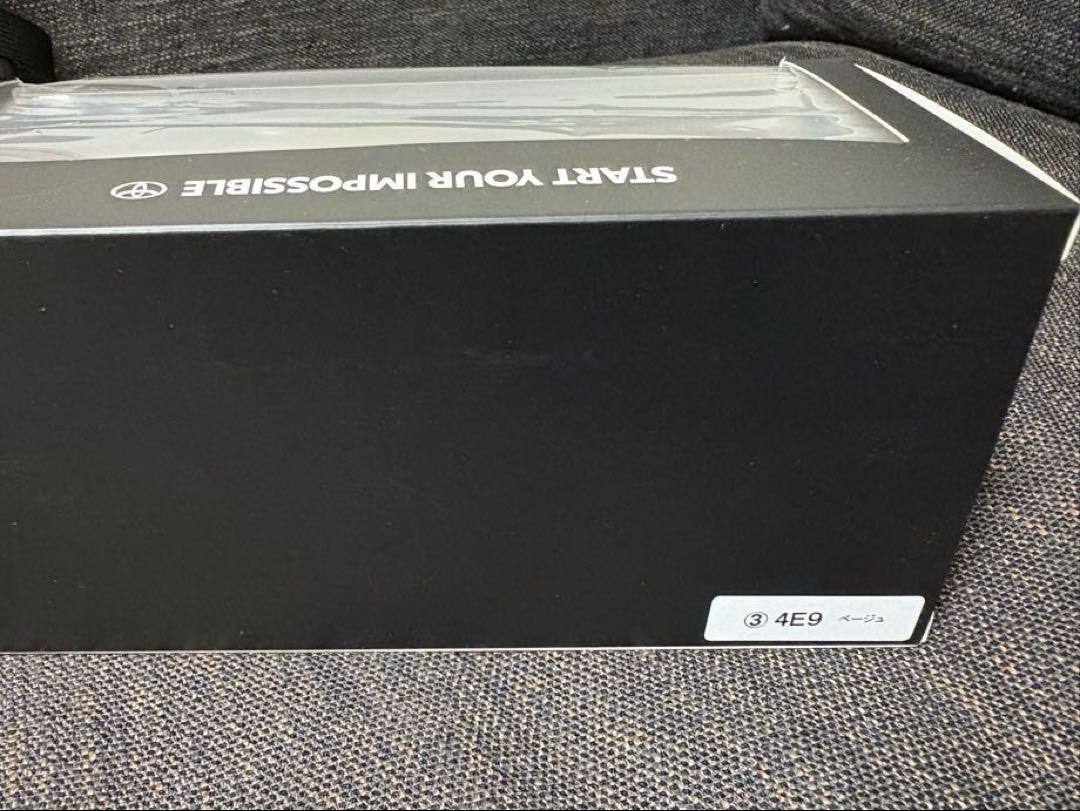 START YOUR IMPOSSIBLE
③ 4E9 ベージュ